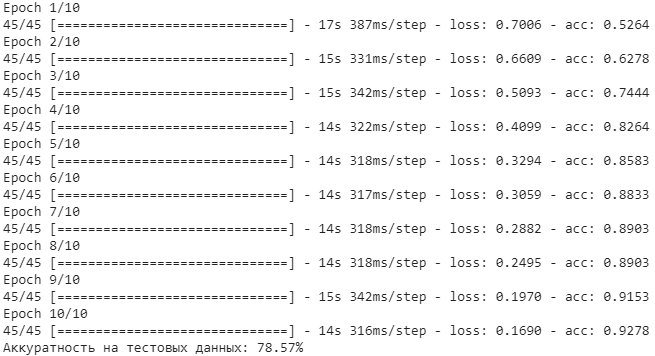 Epoch 1/10
45/45 [==============================] - 17s 387ms/step - loss: 0.7006 - acc: 0.5264
Epoch 2/10
45/45 [==============================] - 15s 331ms/step - loss: 0.6609 - acc: 0.6278
Epoch 3/10
45/45 [==============================] - 15s 342ms/step - loss: 0.5093 - acc: 0.7444
Epoch 4/10
45/45 [==============================] - 14s 322ms/step - loss: 0.4099 - acc: 0.8264
Epoch 5/10
45/45 [==============================] - 14s 318ms/step - loss: 0.3294 - acc: 0.8583
Epoch 6/10
45/45 [==============================] - 14s 317ms/step - loss: 0.3059 - acc: 0.8833
Epoch 7/10
45/45 [==============================] - 14s 318ms/step - loss: 0.2882 - acc: 0.8903
Epoch 8/10
45/45 [==============================] - 14s 318ms/step - loss: 0.2495 - acc: 0.8903
Epoch 9/10
45/45 [==============================] - 15s 342ms/step - loss: 0.1970 - acc: 0.9153
Epoch 10/10
45/45 [==============================] - 14s 316ms/step - loss: 0.1690 - acc: 0.9278
Аккуратность на тестовых данных: 78.57%